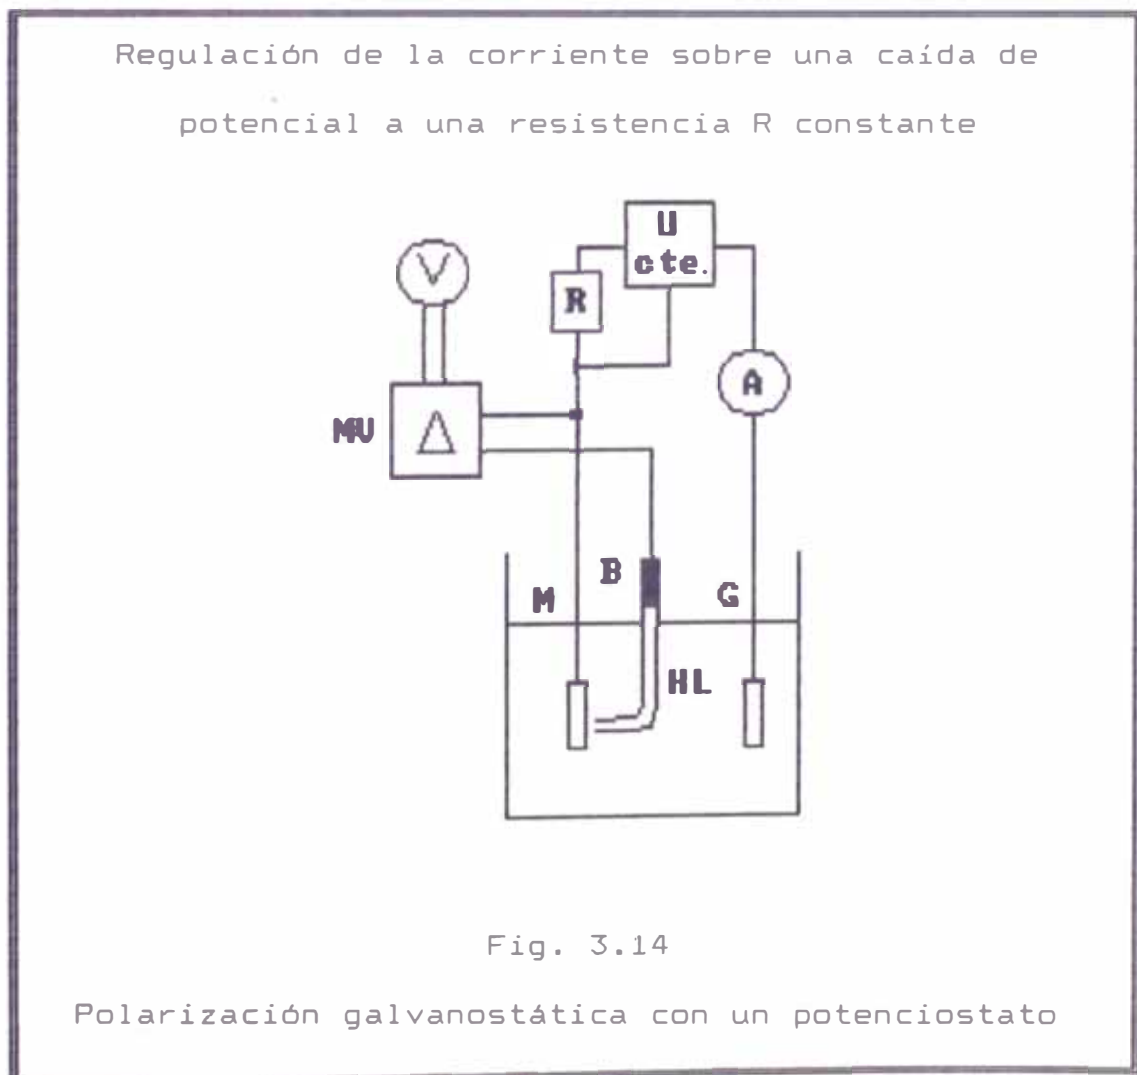 Regulación de la corriente sobre una caída de
potencial a una resistencia R constante
U
cte.
V
R
A
MV
Δ
B
M
G
HL
Fig. 3.14
Polarización galvanostática con un potenciostato